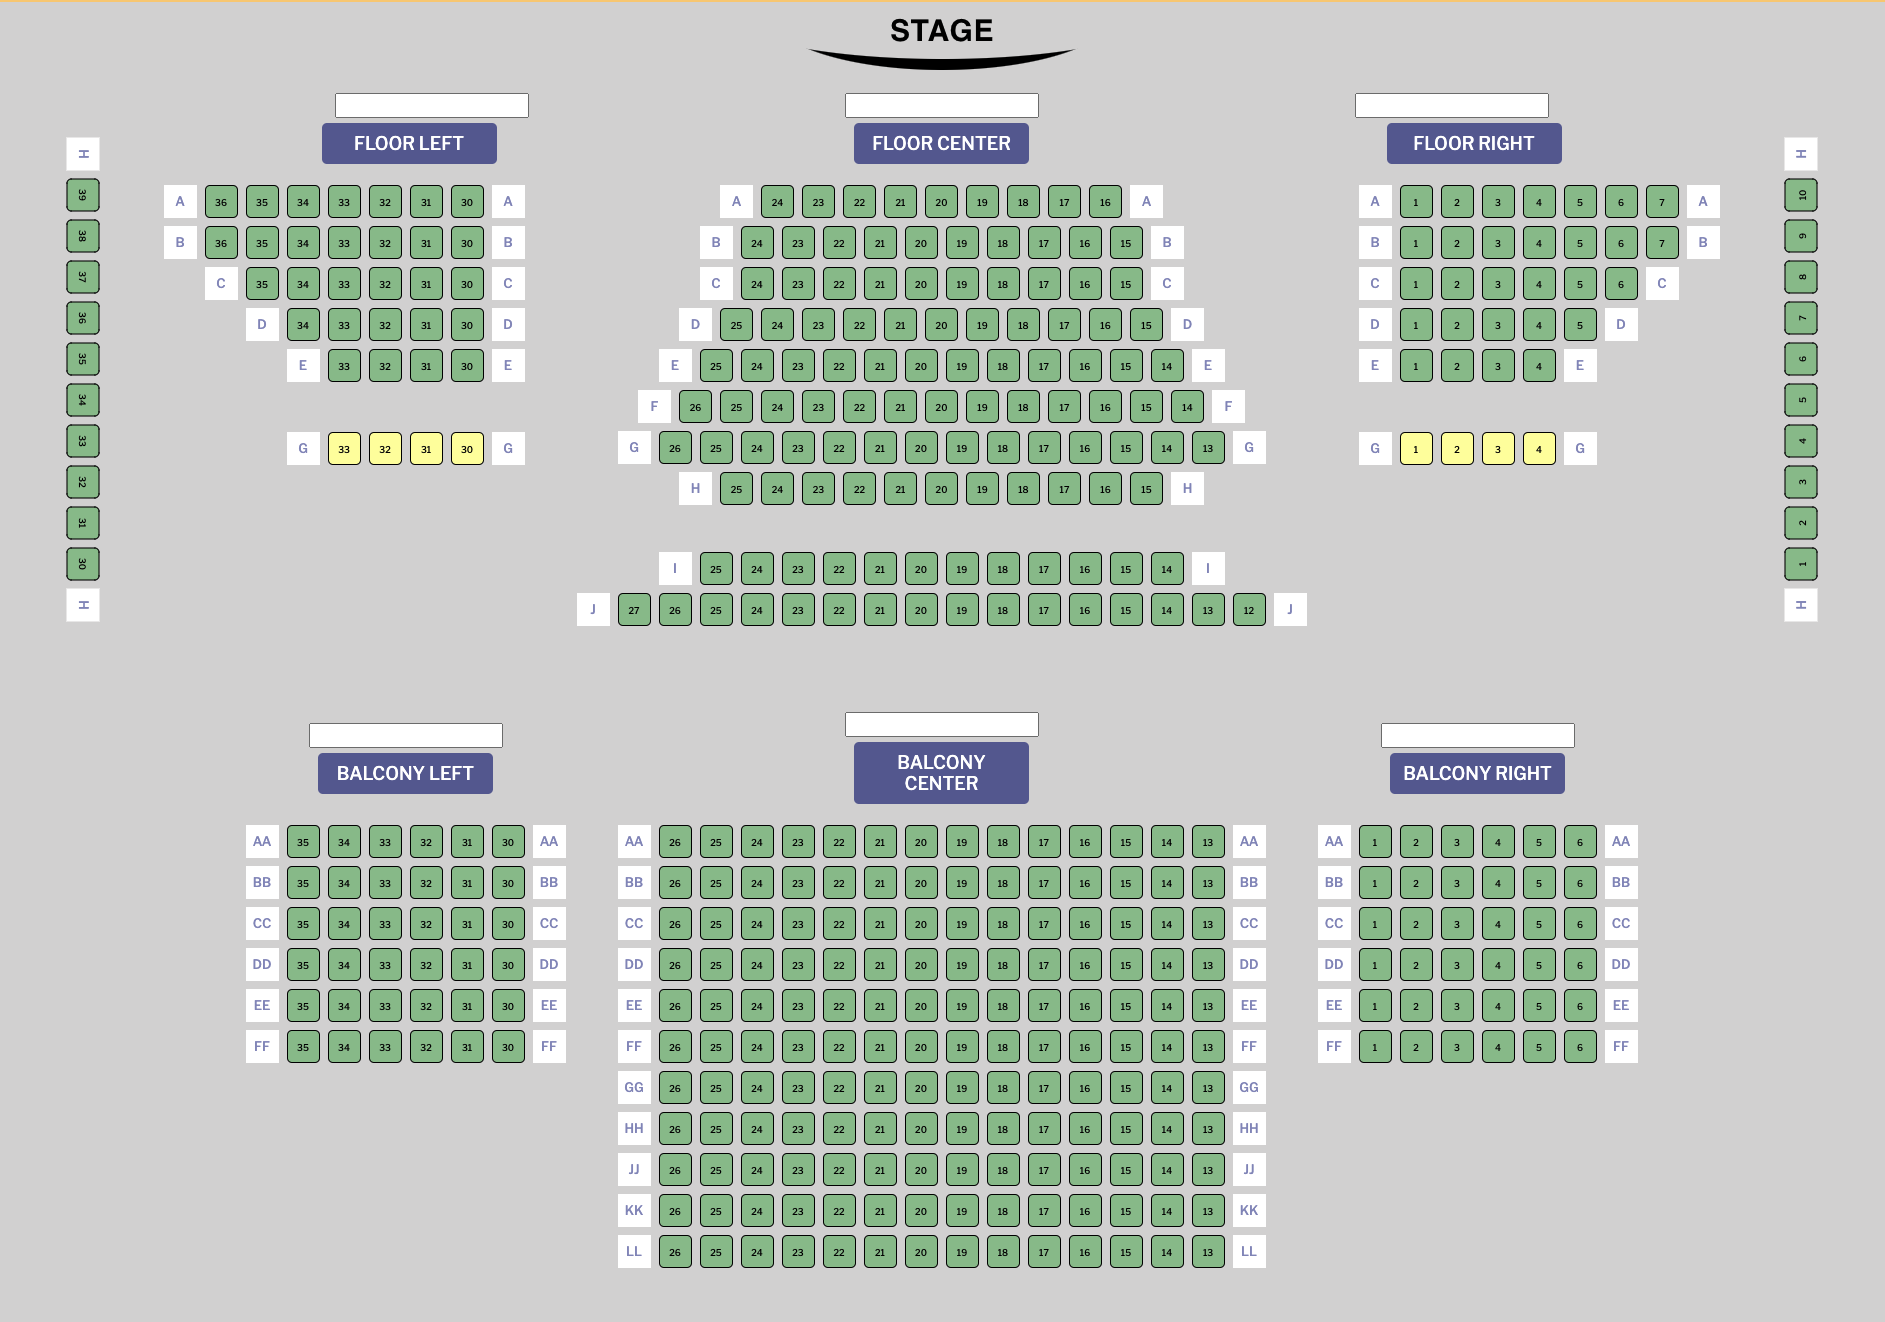 STAGE
FLOOR LEFT
FLOOR CENTER
FLOOR RIGHT
H
39
38
37
36
35
34
33
32
31
30
H
A 36 35 34 33 32 31 30 A
B 36 35 34 33 32 31 30 B
C 35 34 33 32 31 30 C
D 34 33 32 31 30 D
E 33 32 31 30 E
G 33 32 31 30 G
A 24 23 22 21 20 19 18 17 16 A
B 24 23 22 21 20 19 18 17 16 15 B
C 24 23 22 21 20 19 18 17 16 15 C
D 25 24 23 22 21 20 19 18 17 16 15 D
E 25 24 23 22 21 20 19 18 17 16 15 14 E
F 26 25 24 23 22 21 20 19 18 17 16 15 14 F
G 26 25 24 23 22 21 20 19 18 17 16 15 14 13 G
H 25 24 23 22 21 20 19 18 17 16 15 H
I 25 24 23 22 21 20 19 18 17 16 15 14 I
J 27 26 25 24 23 22 21 20 19 18 17 16 15 14 13 12 J
A 1 2 3 4 5 6 7 A
B 1 2 3 4 5 6 7 B
C 1 2 3 4 5 6 C
D 1 2 3 4 5 D
E 1 2 3 4 E
G 1 2 3 4 G
H
10
9
8
7
6
5
4
3
2
1
H
BALCONY LEFT
BALCONY
CENTER
BALCONY RIGHT
AA 35 34 33 32 31 30 AA
BB 35 34 33 32 31 30 BB
CC 35 34 33 32 31 30 CC
DD 35 34 33 32 31 30 DD
EE 35 34 33 32 31 30 EE
FF 35 34 33 32 31 30 FF
AA 26 25 24 23 22 21 20 19 18 17 16 15 14 13 AA
BB 26 25 24 23 22 21 20 19 18 17 16 15 14 13 BB
CC 26 25 24 23 22 21 20 19 18 17 16 15 14 13 CC
DD 26 25 24 23 22 21 20 19 18 17 16 15 14 13 DD
EE 26 25 24 23 22 21 20 19 18 17 16 15 14 13 EE
FF 26 25 24 23 22 21 20 19 18 17 16 15 14 13 FF
GG 26 25 24 23 22 21 20 19 18 17 16 15 14 13 GG
HH 26 25 24 23 22 21 20 19 18 17 16 15 14 13 HH
JJ 26 25 24 23 22 21 20 19 18 17 16 15 14 13 JJ
KK 26 25 24 23 22 21 20 19 18 17 16 15 14 13 KK
LL 26 25 24 23 22 21 20 19 18 17 16 15 14 13 LL
AA 1 2 3 4 5 6 AA
BB 1 2 3 4 5 6 BB
CC 1 2 3 4 5 6 CC
DD 1 2 3 4 5 6 DD
EE 1 2 3 4 5 6 EE
FF 1 2 3 4 5 6 FF